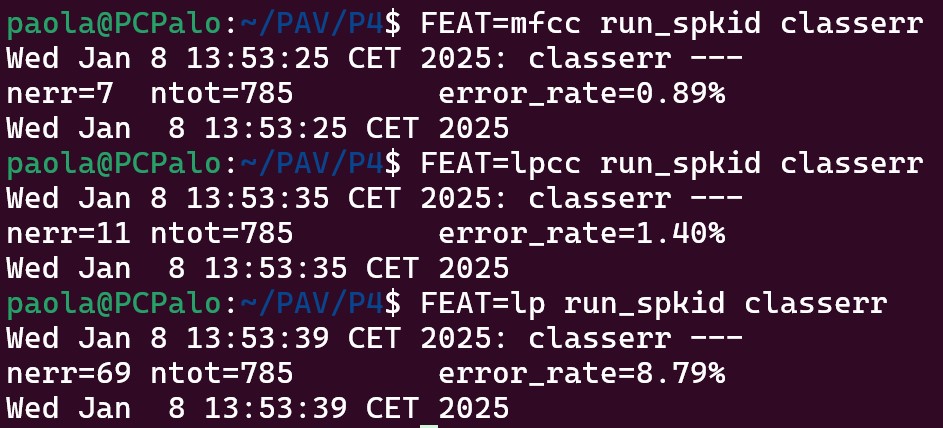 paola@PCPalo:~/PAV/P4$ FEAT=mfcc run_spkid classerr
Wed Jan 8 13:53:25 CET 2025: classerr ---
nerr=7  ntot=785        error_rate=0.89%
Wed Jan  8 13:53:25 CET 2025
paola@PCPalo:~/PAV/P4$ FEAT=lpcc run_spkid classerr
Wed Jan 8 13:53:35 CET 2025: classerr ---
nerr=11 ntot=785        error_rate=1.40%
Wed Jan  8 13:53:35 CET 2025
paola@PCPalo:~/PAV/P4$ FEAT=lp run_spkid classerr
Wed Jan 8 13:53:39 CET 2025: classerr ---
nerr=69 ntot=785        error_rate=8.79%
Wed Jan  8 13:53:39 CET 2025